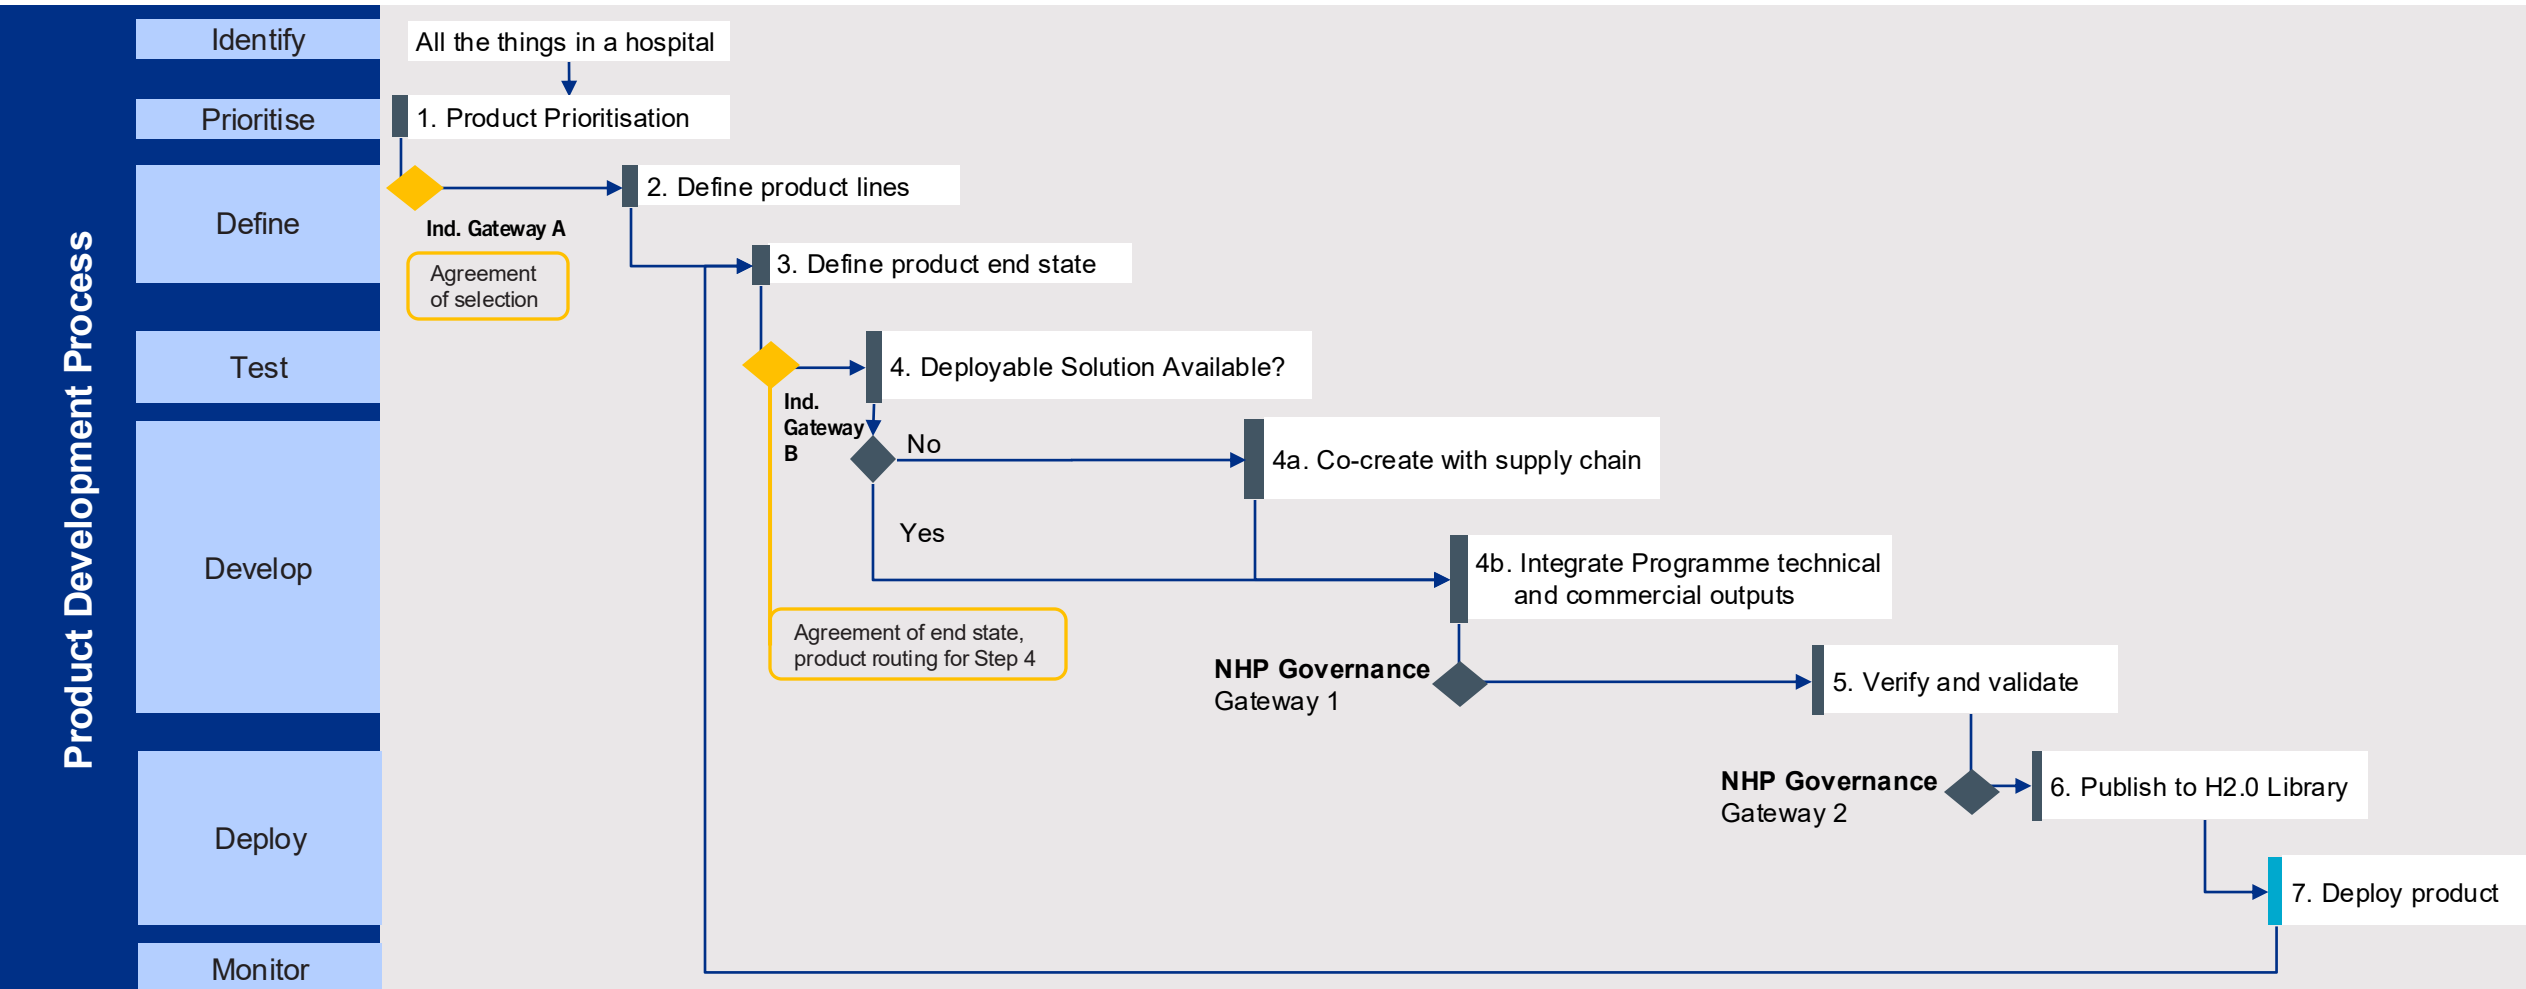 Product Development Process
Identify
All the things in a hospital
Prioritise
1. Product Prioritisation
Define
2. Define product lines
Ind. Gateway A
Agreement
of selection
3. Define product end state
Test
4. Deployable Solution Available?
Ind.
Gateway
B
No
4a. Co-create with supply chain
Yes
Develop
4b. Integrate Programme technical
and commercial outputs
Agreement of end state,
product routing for Step 4
NHP Governance
Gateway 1
5. Verify and validate
NHP Governance
Gateway 2
6. Publish to H2.0 Library
Deploy
7. Deploy product
Monitor